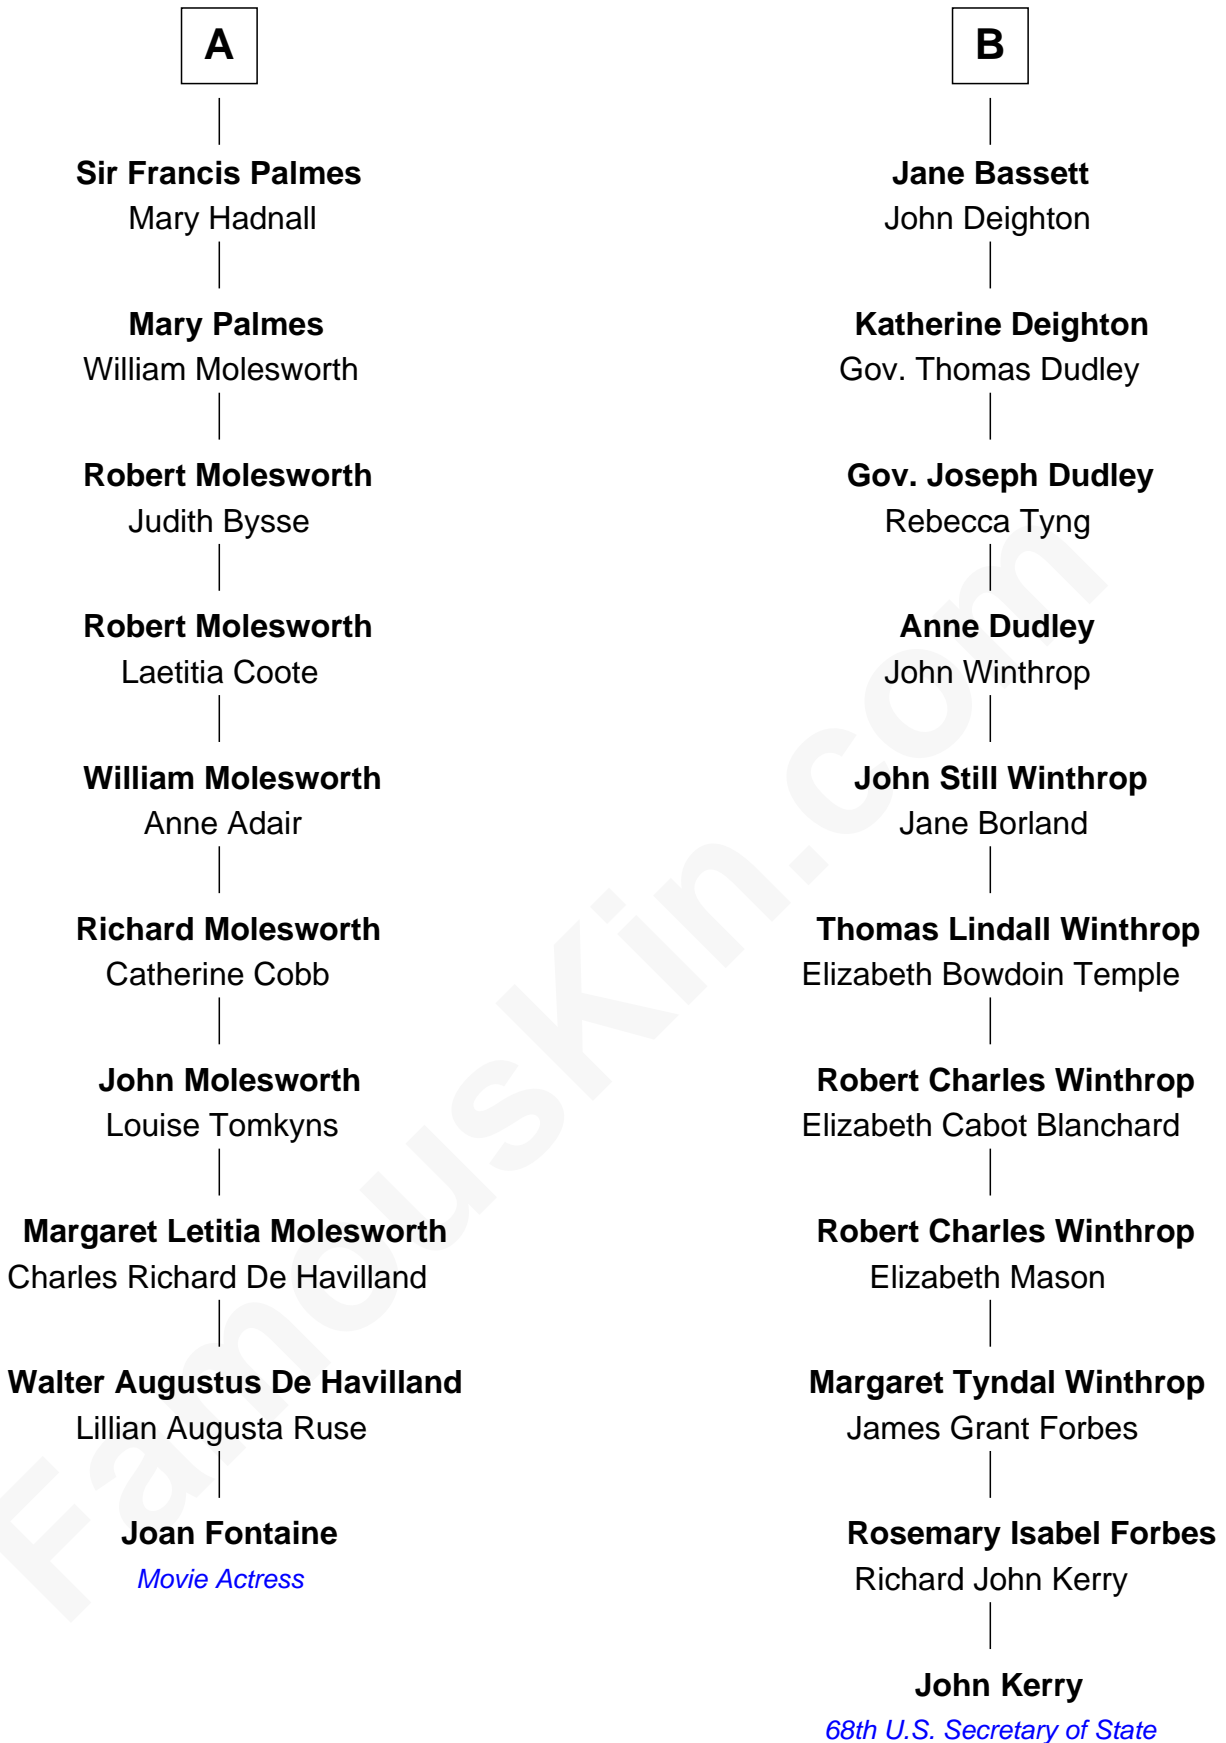 A
Sir Francis Palmes
Mary Hadnall
Mary Palmes
William Molesworth
Robert Molesworth
Judith Bysse
Robert Molesworth
Laetitia Coote
William Molesworth
Anne Adair
Richard Molesworth
Catherine Cobb
John Molesworth
Louise Tomkyns
Margaret Letitia Molesworth
Charles Richard De Havilland
Walter Augustus De Havilland
Lillian Augusta Ruse
Joan Fontaine
Movie Actress
B
Jane Bassett
John Deighton
Katherine Deighton
Gov. Thomas Dudley
Gov. Joseph Dudley
Rebecca Tyng
Anne Dudley
John Winthrop
John Still Winthrop
Jane Borland
Thomas Lindall Winthrop
Elizabeth Bowdoin Temple
Robert Charles Winthrop
Elizabeth Cabot Blanchard
Robert Charles Winthrop
Elizabeth Mason
Margaret Tyndal Winthrop
James Grant Forbes
Rosemary Isabel Forbes
Richard John Kerry
John Kerry
68th U.S. Secretary of State
FamousKin.com